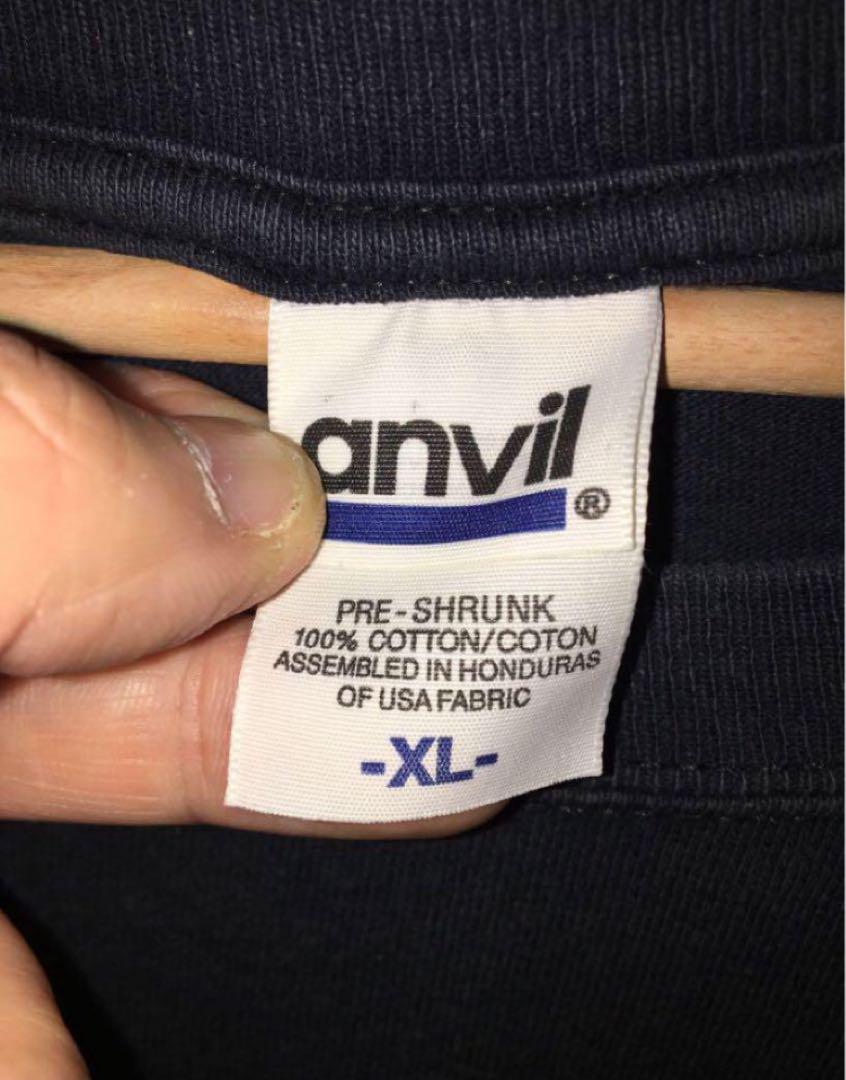 anvil®
PRE-SHRUNK
100% COTTON/COTON
ASSEMBLED IN HONDURAS
OF USA FABRIC
-XL-